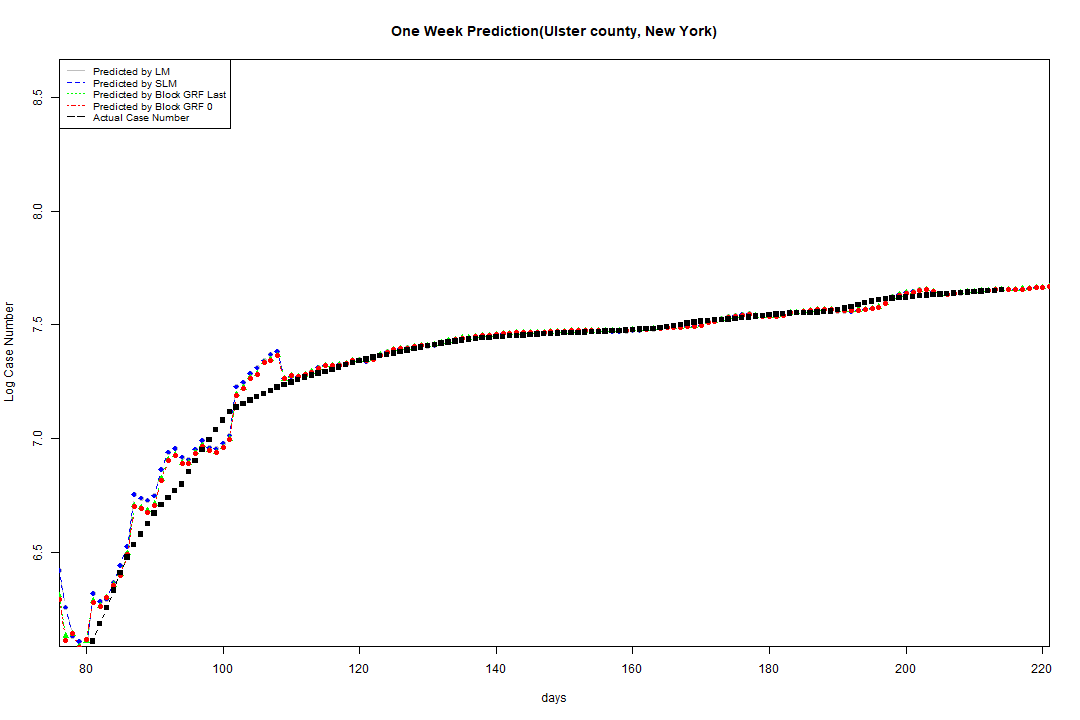 One Week Prediction(Ulster county, New York)
Predicted by LM
Predicted by SLM
Predicted by Block GRF Last
Predicted by Block GRF 0
Actual Case Number
8.5
8.0
7.5
7.0
6.5
Log Case Number
80 100 120 140 160 180 200 220
days